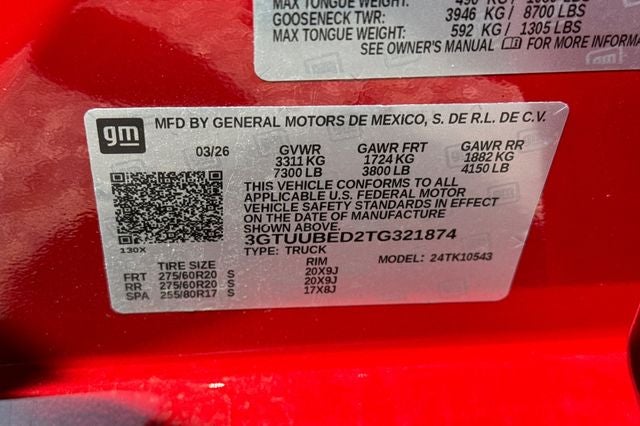 MAX TONGUE WEIGHT:
GOOSENECK TWR: 3946 KG / 8700 LBS
MAX TONGUE WEIGHT: 592 KG / 1305 LBS
SEE OWNER'S MANUAL FOR MORE
gm
MFD BY GENERAL MOTORS DE MEXICO, S. DE R.L. DE C.V.
03/26 GVWR GAWR FRT GAWR RR
3311 KG 1724 KG 1882 KG
7300 LB 3800 LB 4150 LB
THIS VEHICLE CONFORMS TO ALL
APPLICABLE U.S. FEDERAL MOTOR
VEHICLE SAFETY STANDARDS IN EFFECT
ON THE DATE OF MANUFACTURE
SHOWN ABOVE.
3GTUUBED2TG321874
130X
TYPE: TRUCK MODEL: 24TK10543
TIRE SIZE RIM
FRT 275/60R20 S 20X9J
RR 275/60R20 S 20X9J
SPA 255/80R17 S 17X8J